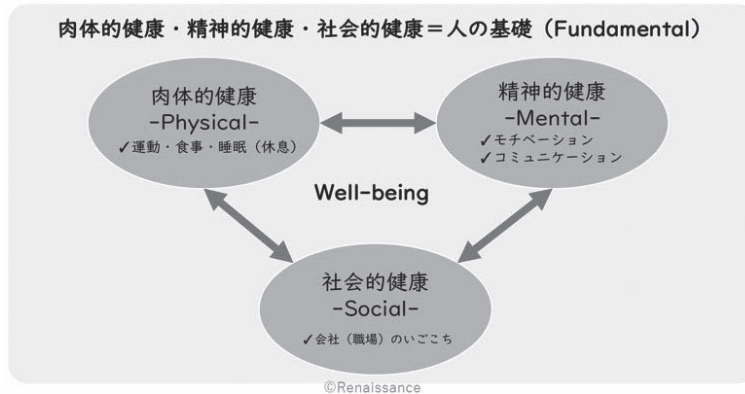 肉体的健康・精神的健康・社会的健康＝人の基礎（Fundamental）
肉体的健康
-Physical-
✓運動・食事・睡眠（休息）
精神的健康
-Mental-
✓モチベーション
✓コミュニケーション
Well-being
社会的健康
-Social-
✓会社（職場）のいごこち
©Renaissance